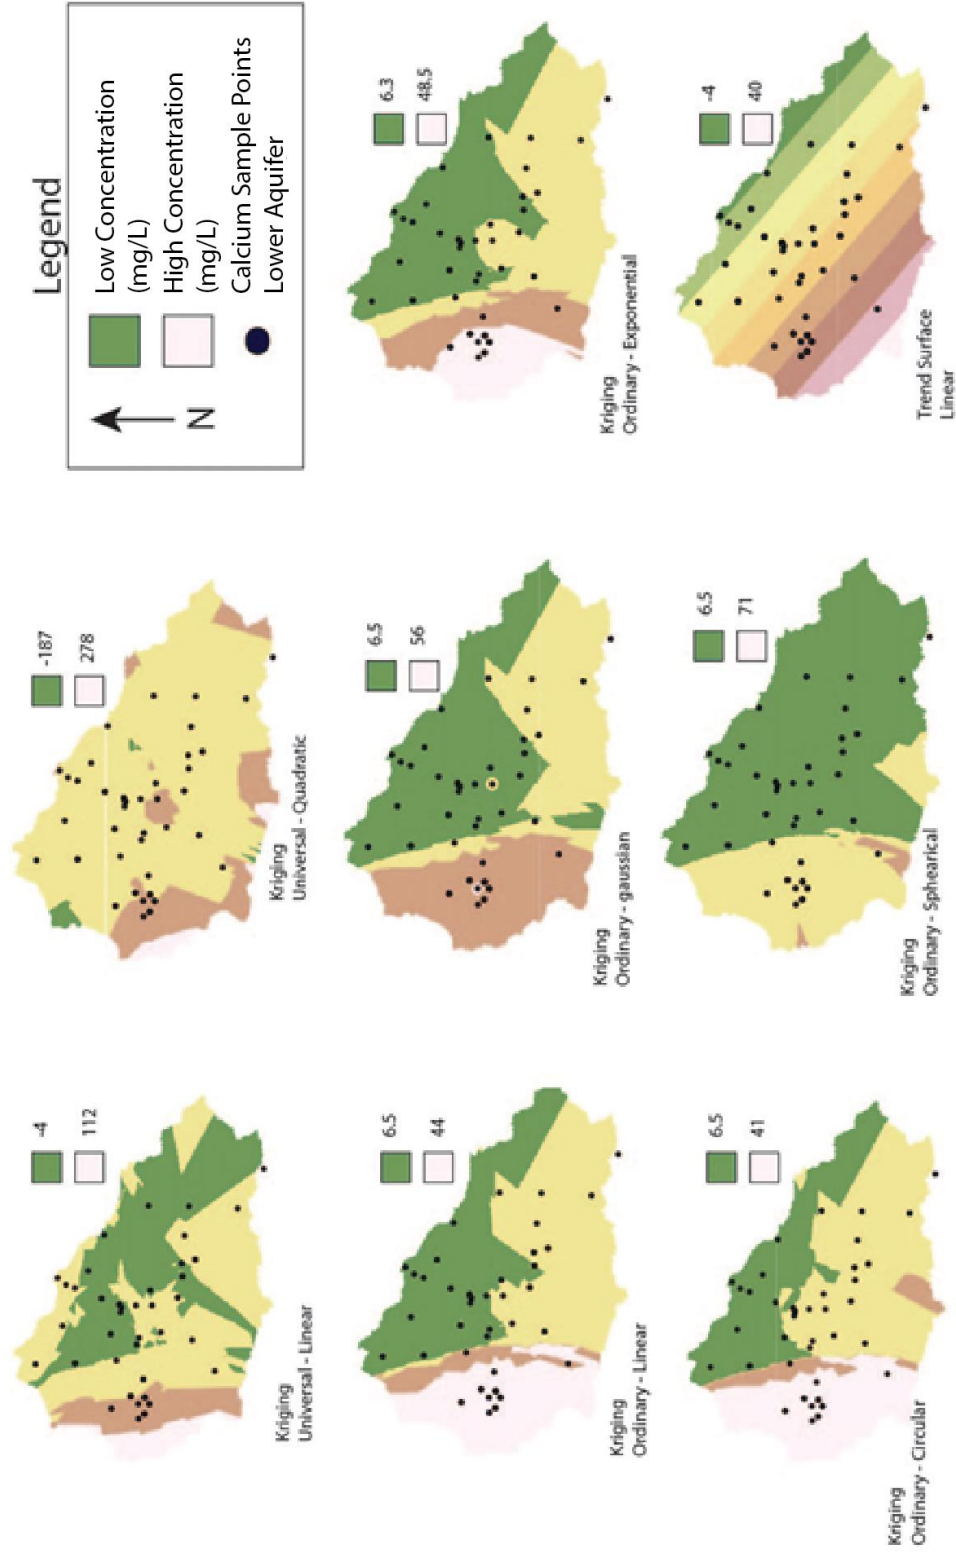 Legend
Low Concentration
(mg/L)
High Concentration
(mg/L)
Calcium Sample Points
Lower Aquifer
N
-4
112
Kriging
Universal - Linear
-187
278
Kriging
Universal - Quadratic
6.5
44
Kriging
Ordinary - Linear
6.5
56
Kriging
Ordinary - gaussian
6.3
48.5
Kriging
Ordinary - Exponential
6.5
41
Kriging
Ordinary - Circular
6.5
71
Kriging
Ordinary - Sphearical
-4
40
Trend Surface
Linear